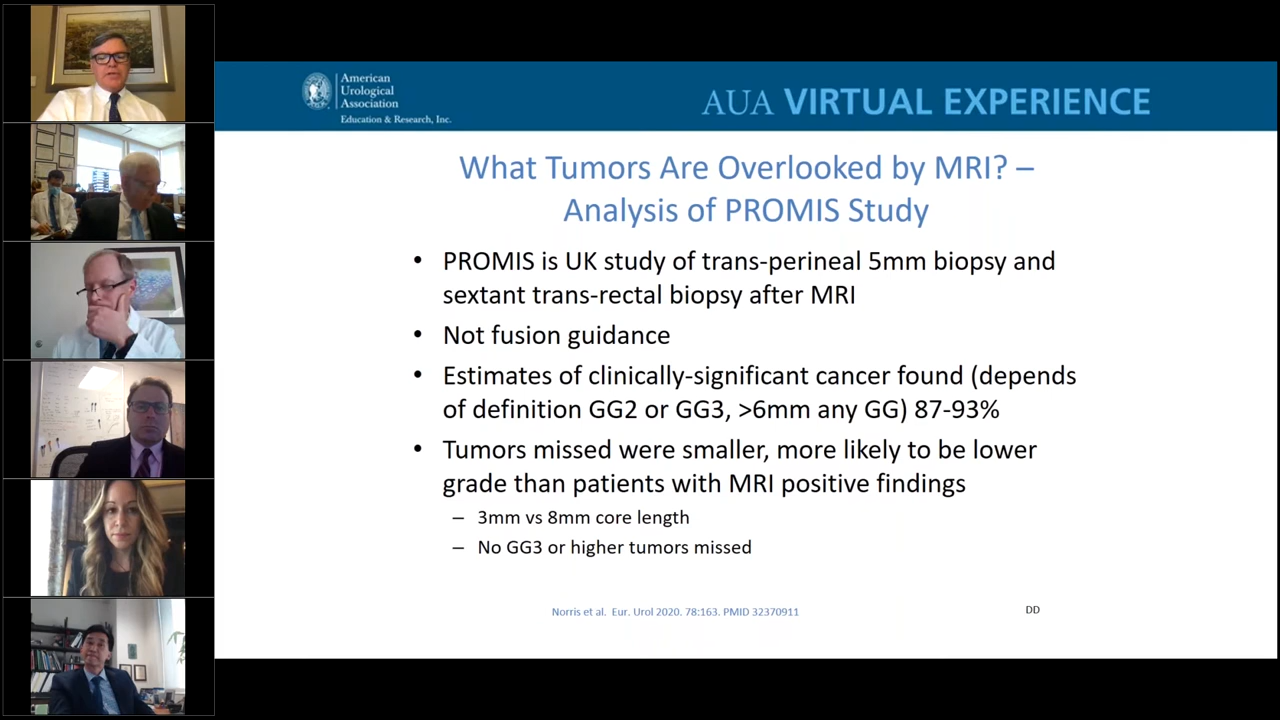 American
Urological
Association
Education & Research, Inc.
AUA VIRTUAL EXPERIENCE
What Tumors Are Overlooked by MRI? –
Analysis of PROMIS Study
• PROMIS is UK study of trans-perineal 5mm biopsy and
sextant trans-rectal biopsy after MRI
• Not fusion guidance
• Estimates of clinically-significant cancer found (depends
of definition GG2 or GG3, >6mm any GG) 87-93%
• Tumors missed were smaller, more likely to be lower
grade than patients with MRI positive findings
– 3mm vs 8mm core length
– No GG3 or higher tumors missed
Norris et al. Eur. Urol 2020. 78:163. PMID 32370911
DD